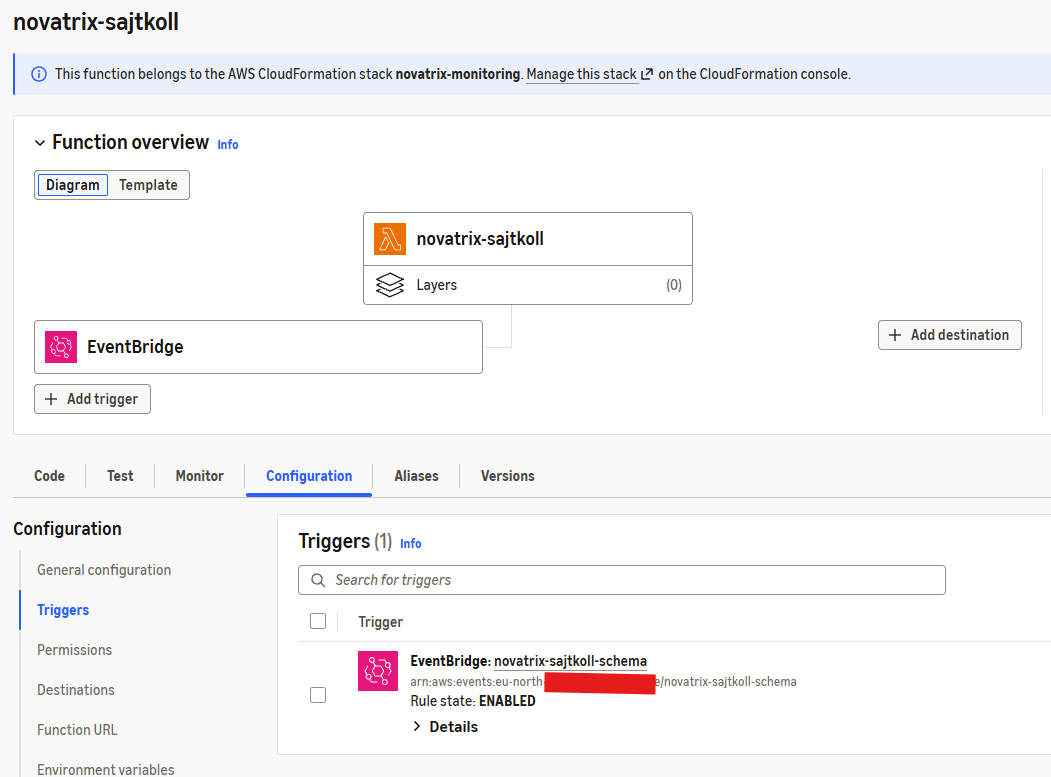 novatrix-sajtkoll
This function belongs to the AWS CloudFormation stack novatrix-monitoring. Manage this stack on the CloudFormation console.
Function overview Info
Diagram Template
novatrix-sajtkoll
Layers (0)
EventBridge
Add destination
Add trigger
Code Test Monitor Configuration Aliases Versions
Configuration
General configuration
Triggers
Permissions
Destinations
Function URL
Environment variables
Triggers (1) Info
Search for triggers
Trigger
EventBridge: novatrix-sajtkoll-schema
arn:aws:events:eu-north- e/novatrix-sajtkoll-schema
Rule state: ENABLED
Details